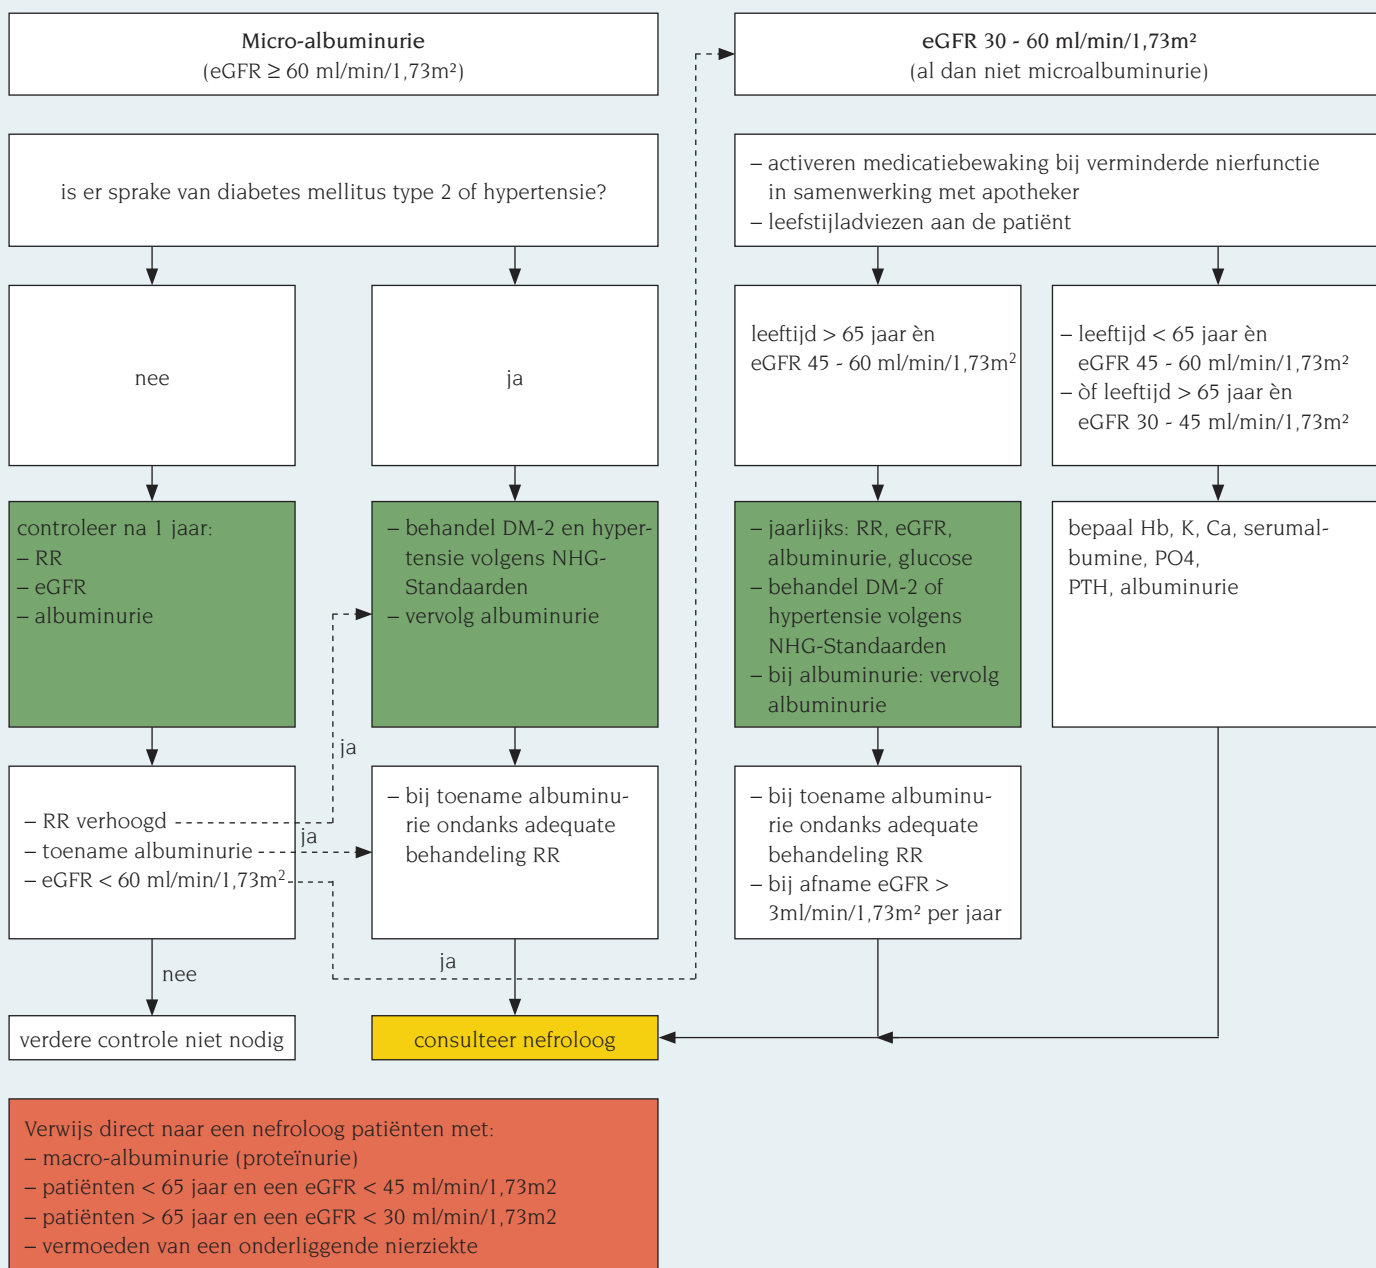 Micro-albuminurie
(eGFR ≥ 60 ml/min/1,73m²)
is er sprake van diabetes mellitus type 2 of hypertensie?
nee
ja
controleer na 1 jaar:
– RR
– eGFR
– albuminurie
– behandel DM-2 en hyper-
tensie volgens NHG-
Standaarden
– vervolg albuminurie
ja
– RR verhoogd
– toename albuminurie
– eGFR < 60 ml/min/1,73m²
ja
– bij toename albuminu-
rie ondanks adequate
behandeling RR
ja
nee
verdere controle niet nodig
consulteer nefroloog
eGFR 30 - 60 ml/min/1,73m²
(al dan niet microalbuminurie)
– activeren medicatiebewaking bij verminderde nierfunctie
in samenwerking met apotheker
– leefstijladviezen aan de patiënt
leeftijd > 65 jaar èn
eGFR 45 - 60 ml/min/1,73m²
– leeftijd < 65 jaar èn
eGFR 45 - 60 ml/min/1,73m²
– òf leeftijd > 65 jaar èn
eGFR 30 - 45 ml/min/1,73m²
– jaarlijks: RR, eGFR,
albuminurie, glucose
– behandel DM-2 of
hypertensie volgens
NHG-Standaarden
– bij albuminurie: vervolg
albuminurie
bepaal Hb, K, Ca, serumal-
bumine, PO4,
PTH, albuminurie
– bij toename albuminu-
rie ondanks adequate
behandeling RR
– bij afname eGFR >
3ml/min/1,73m² per jaar
Verwijs direct naar een nefroloog patiënten met:
– macro-albuminurie (proteïnurie)
– patiënten < 65 jaar en een eGFR < 45 ml/min/1,73m2
– patiënten > 65 jaar en een eGFR < 30 ml/min/1,73m2
– vermoeden van een onderliggende nierziekte